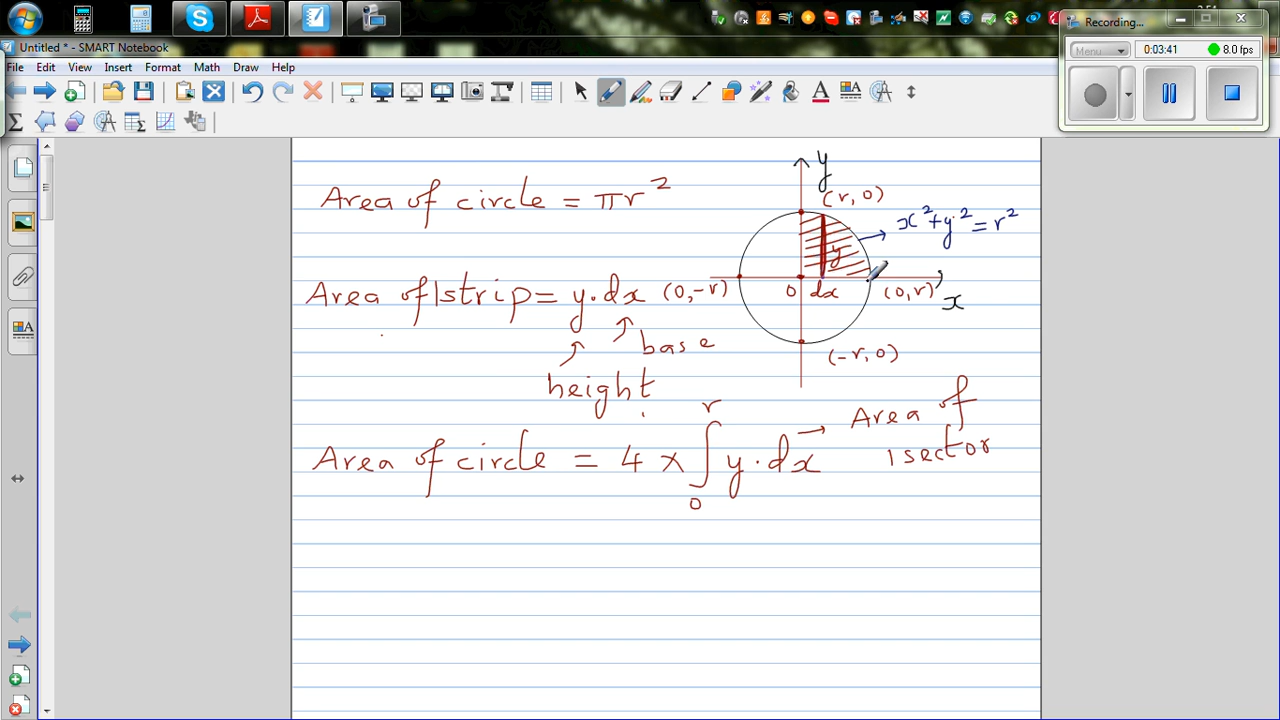 Recording...
Untitled * - SMART Notebook
Menu
0:03:41
8.0 fps
File Edit View Insert Format Math Draw Help
y
Area of circle = πr²
(r, 0)
x² + y² = r²
y
Area of 1 strip = y. dx
(0, -r)
0
dx
(0, r)
x
base
(-r, 0)
height
Area of circle = 4 × ∫₀ʳ y. dx → Area of
1 sector